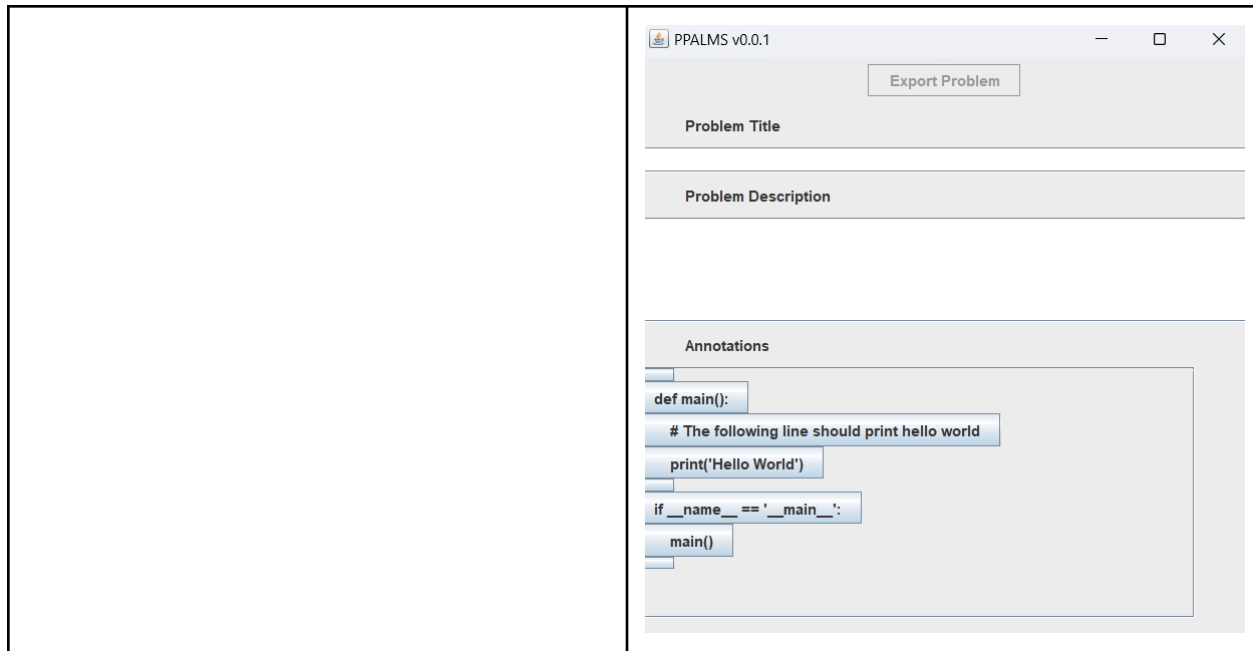 PPALMS v0.0.1
Export Problem
Problem Title
Problem Description
Annotations
def main():
# The following line should print hello world
print('Hello World')
if __name__ == '__main__':
main()